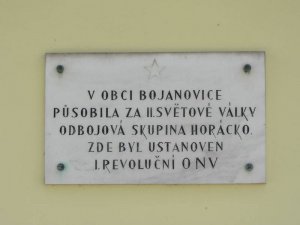 V OBCI BOJANOVICE
PŮSOBILA ZA II. SVĚTOVÉ VÁLKY
ODBOJOVÁ SKUPINA HORÁCKO.
ZDE BYL USTANOVEN
I. REVOLUČNÍ ONV